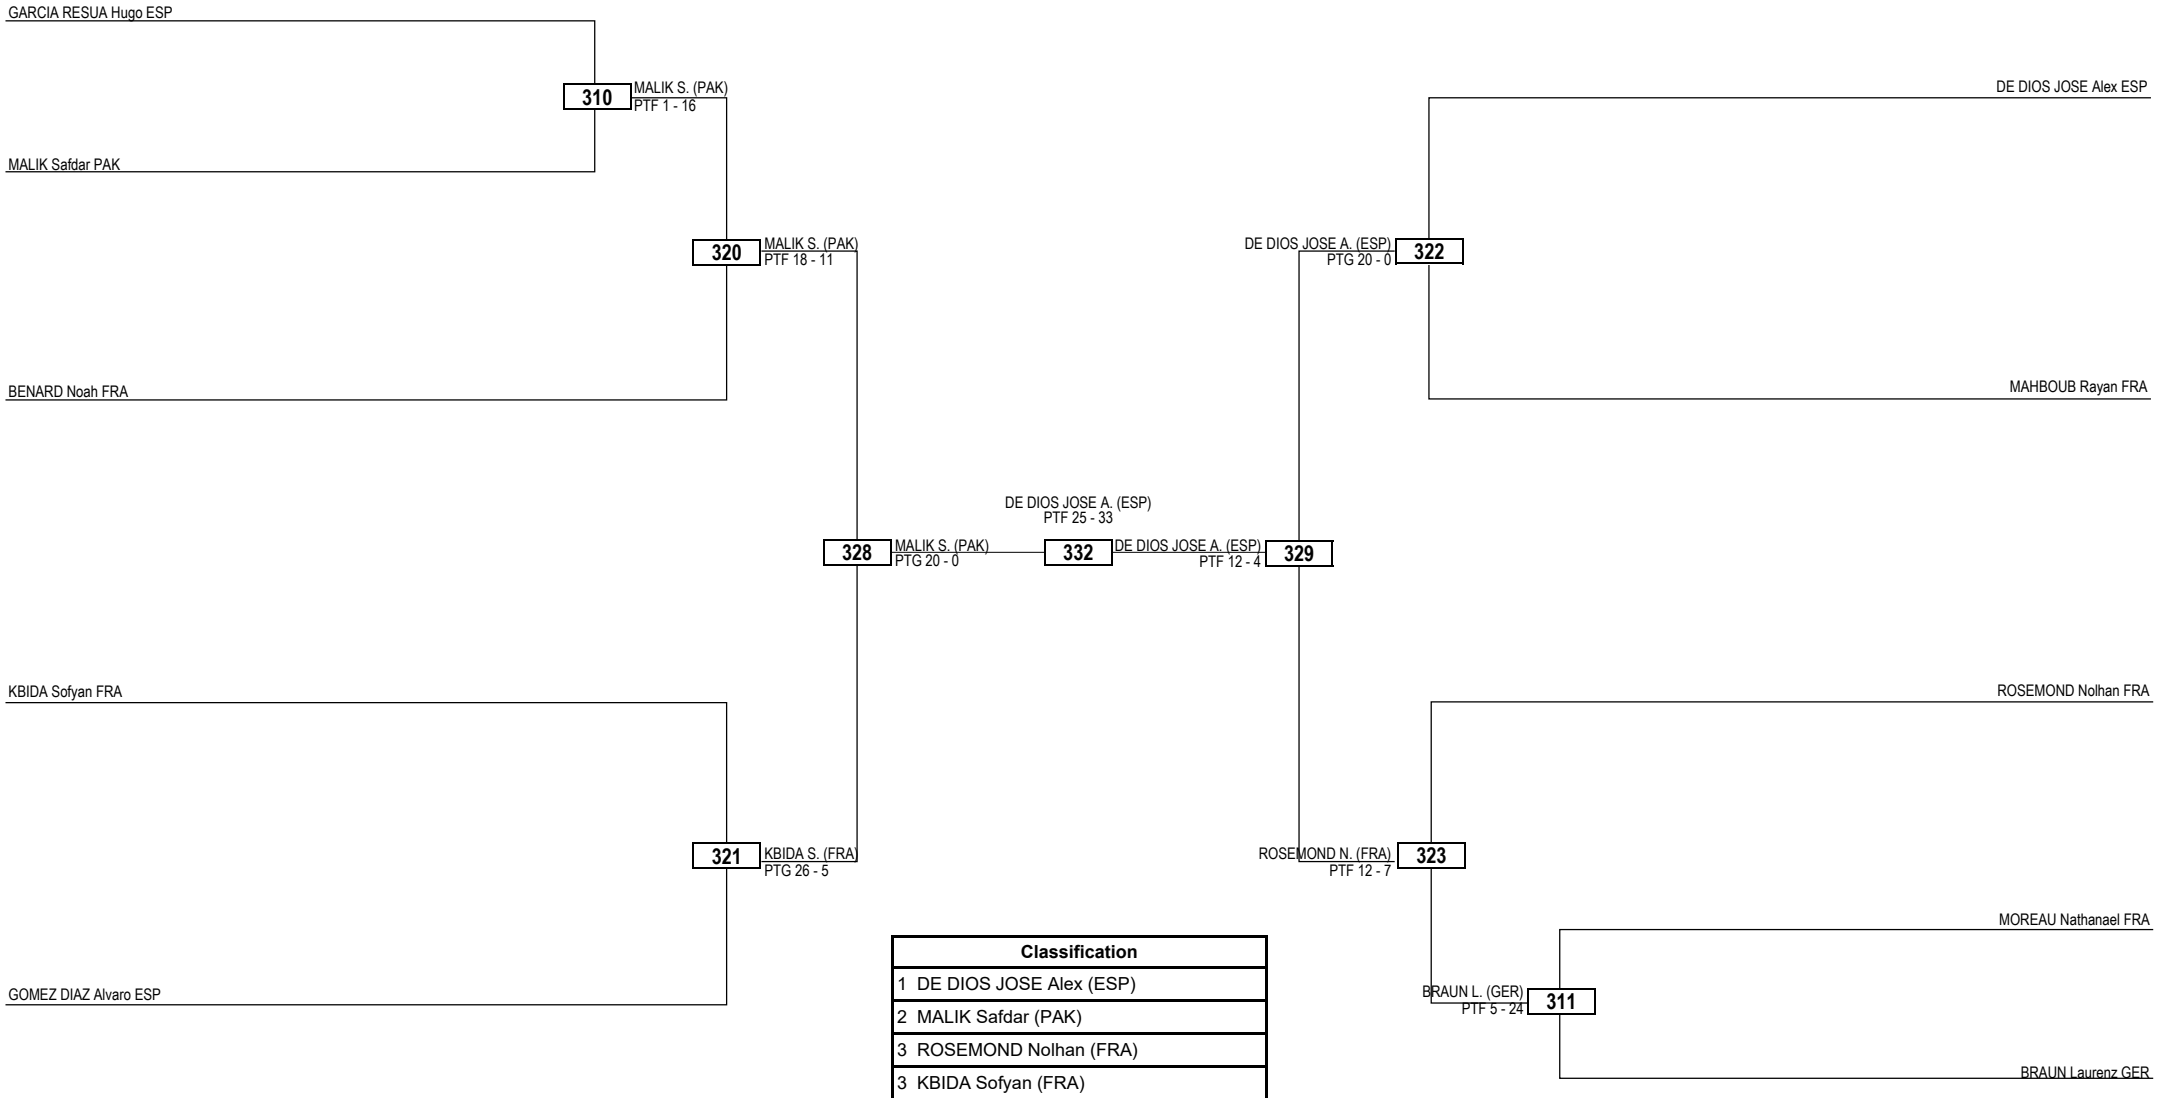 GARCIA RESUA Hugo ESP
310
MALIK S. (PAK)
PTF 1 - 16
MALIK Safdar PAK
320
MALIK S. (PAK)
PTF 18 - 11
BENARD Noah FRA
328
MALIK S. (PAK)
PTG 20 - 0
KBIDA Sofyan FRA
321
KBIDA S. (FRA)
PTG 26 - 5
GOMEZ DIAZ Alvaro ESP
DE DIOS JOSE A. (ESP)
PTF 25 - 33
332
DE DIOS JOSE Alex ESP
DE DIOS JOSE A. (ESP)
PTG 20 - 0
322
MAHBOUB Rayan FRA
DE DIOS JOSE A. (ESP)
PTF 12 - 4
329
ROSEMOND Nolhan FRA
ROSEMOND N. (FRA)
PTF 12 - 7
323
MOREAU Nathanael FRA
BRAUN L. (GER)
PTF 5 - 24
311
BRAUN Laurenz GER
Classification
1 DE DIOS JOSE Alex (ESP)
2 MALIK Safdar (PAK)
3 ROSEMOND Nolhan (FRA)
3 KBIDA Sofyan (FRA)